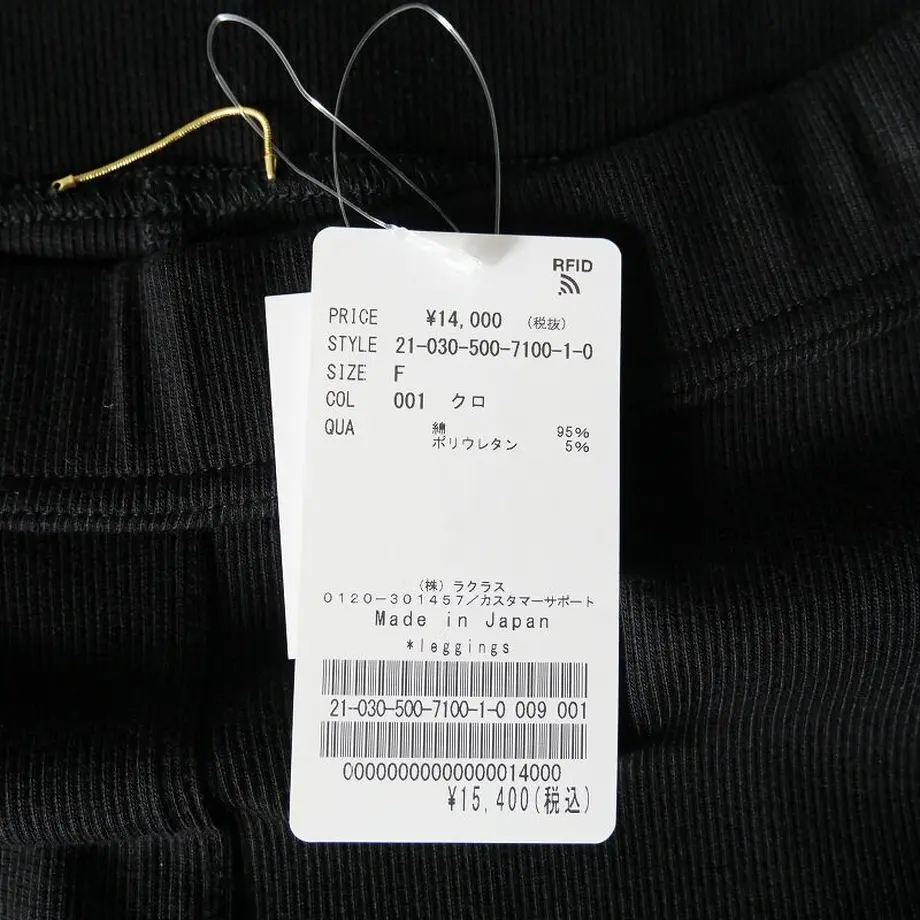 RFID
PRICE ¥14,000 (税抜)
STYLE 21-030-500-7100-1-0
SIZE F
COL 001 クロ
QUA 綿 95%
ポリウレタン 5%
(株)ラクラス
0120-301457/カスタマーサポート
Made in Japan
*leggings
21-030-500-7100-1-0 009 001
00000000000000014000
¥15,400(税込)